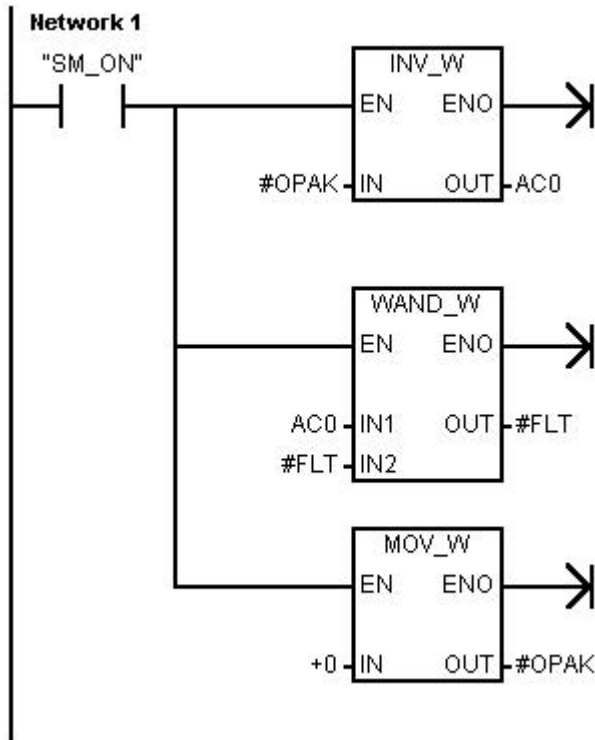 Network 1
"SM_ON"
INV_W
EN ENO
#OPAK IN OUT AC0
WAND_W
EN ENO
AC0 IN1 OUT #FLT
#FLT IN2
MOV_W
EN ENO
+0 IN OUT #OPAK